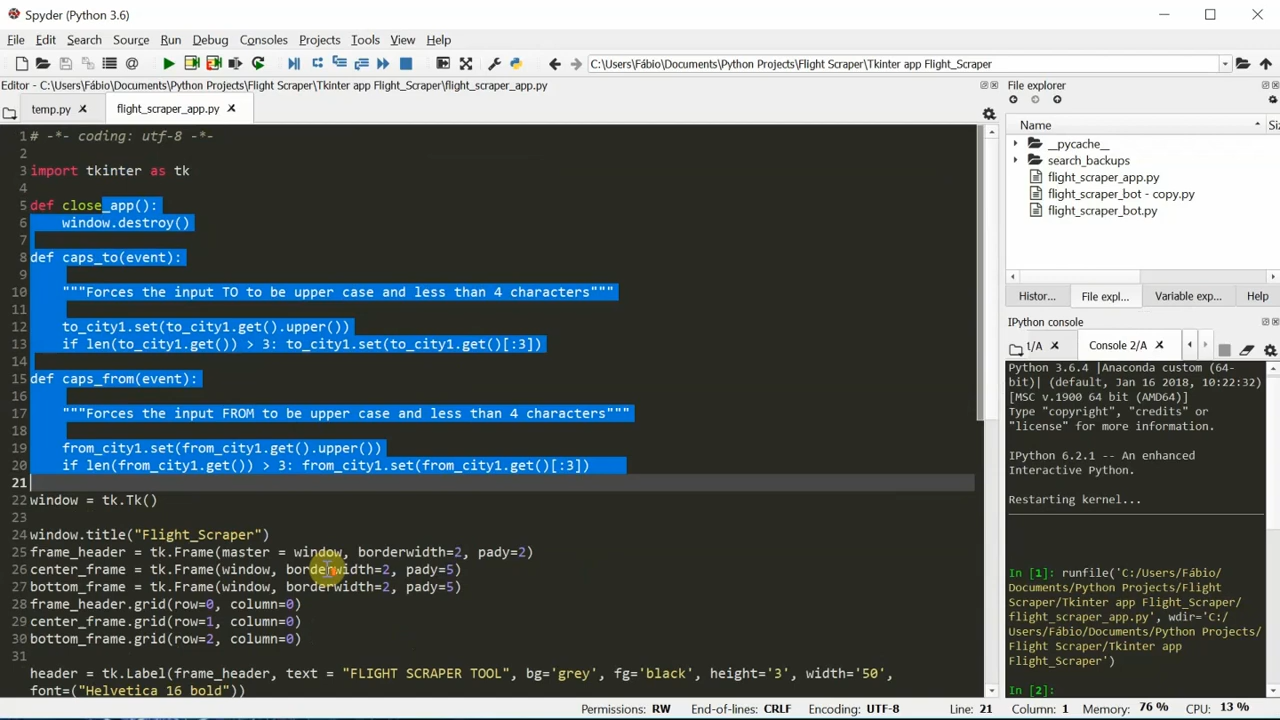 Spyder (Python 3.6)
File Edit Search Source Run Debug Consoles Projects Tools View Help
C:\Users\Fábio\Documents\Python Projects\Flight Scraper\Tkinter app Flight_Scraper
Editor - C:\Users\Fábio\Documents\Python Projects\Flight Scraper\Tkinter app Flight_Scraper\flight_scraper_app.py
temp.py flight_scraper_app.py
1 # -*- coding: utf-8 -*-
2
3 import tkinter as tk
4
5 def close_app():
6     window.destroy()
7
8 def caps_to(event):
9
10     """Forces the input TO to be upper case and less than 4 characters"""
11
12     to_city1.set(to_city1.get().upper())
13     if len(to_city1.get()) > 3: to_city1.set(to_city1.get()[:3])
14
15 def caps_from(event):
16
17     """Forces the input FROM to be upper case and less than 4 characters"""
18
19     from_city1.set(from_city1.get().upper())
20     if len(from_city1.get()) > 3: from_city1.set(from_city1.get()[:3])
21
22 window = tk.Tk()
23
24 window.title("Flight_Scraper")
25 frame_header = tk.Frame(master = window, borderwidth=2, pady=2)
26 center_frame = tk.Frame(window, borderwidth=2, pady=5)
27 bottom_frame = tk.Frame(window, borderwidth=2, pady=5)
28 frame_header.grid(row=0, column=0)
29 center_frame.grid(row=1, column=0)
30 bottom_frame.grid(row=2, column=0)
31
32 header = tk.Label(frame_header, text = "FLIGHT SCRAPER TOOL", bg='grey', fg='black', height='3', width='50',
font=("Helvetica 16 bold"))
File explorer
Name Si
__pycache__
search_backups
flight_scraper_app.py
flight_scraper_bot - copy.py
flight_scraper_bot.py
Histor... File expl... Variable exp... Help
IPython console
1/A Console 2/A
Python 3.6.4 |Anaconda custom (64-
bit)| (default, Jan 16 2018, 10:22:32)
[MSC v.1900 64 bit (AMD64)]
Type "copyright", "credits" or
"license" for more information.
IPython 6.2.1 -- An enhanced
Interactive Python.
Restarting kernel...
In [1]: runfile('C:/Users/Fábio/
Documents/Python Projects/Flight
Scraper/Tkinter app Flight_Scraper/
flight_scraper_app.py', wdir='C:/
Users/Fábio/Documents/Python Projects/
Flight Scraper/Tkinter app
Flight_Scraper')
In [2]:
Permissions: RW End-of-lines: CRLF Encoding: UTF-8 Line: 21 Column: 1 Memory: 76 % CPU: 13 %